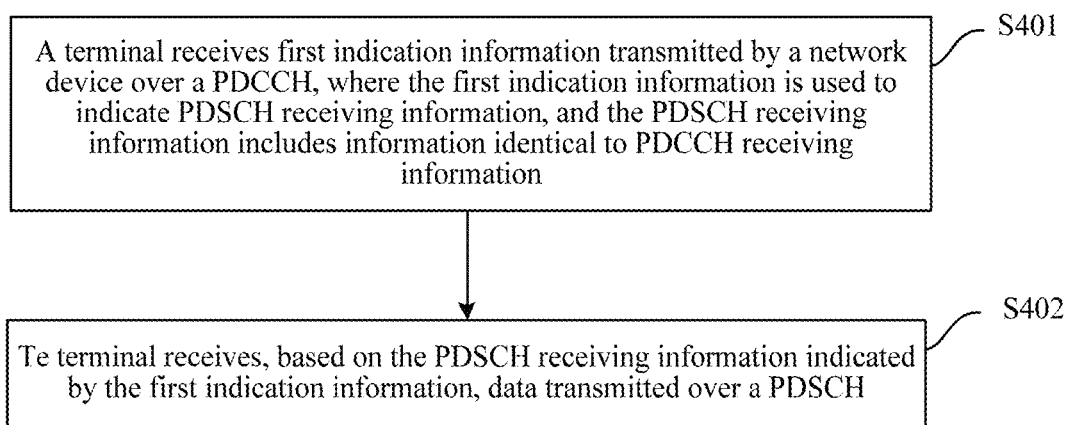 S401
A terminal receives first indication information transmitted by a network
device over a PDCCH, where the first indication information is used to
indicate PDSCH receiving information, and the PDSCH receiving
information includes information identical to PDCCH receiving
information
S402
Te terminal receives, based on the PDSCH receiving information indicated
by the first indication information, data transmitted over a PDSCH